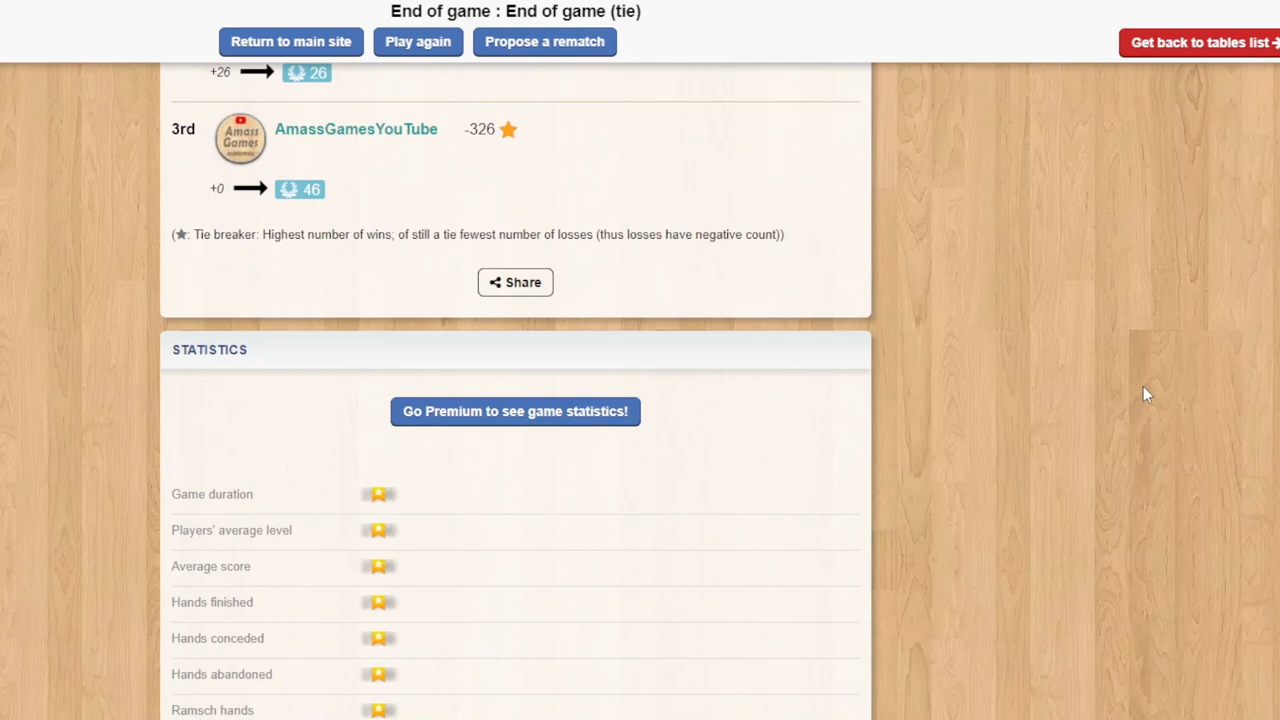 End of game : End of game (tie)
Return to main site
Play again
Propose a rematch
Get back to tables list
+26
26
3rd
Amass
Games
AmassGamesYouTube
-326
+0
46
(★: Tie breaker: Highest number of wins; of still a tie fewest number of losses (thus losses have negative count))
Share
STATISTICS
Go Premium to see game statistics!
Game duration
Players' average level
Average score
Hands finished
Hands conceded
Hands abandoned
Ramsch hands